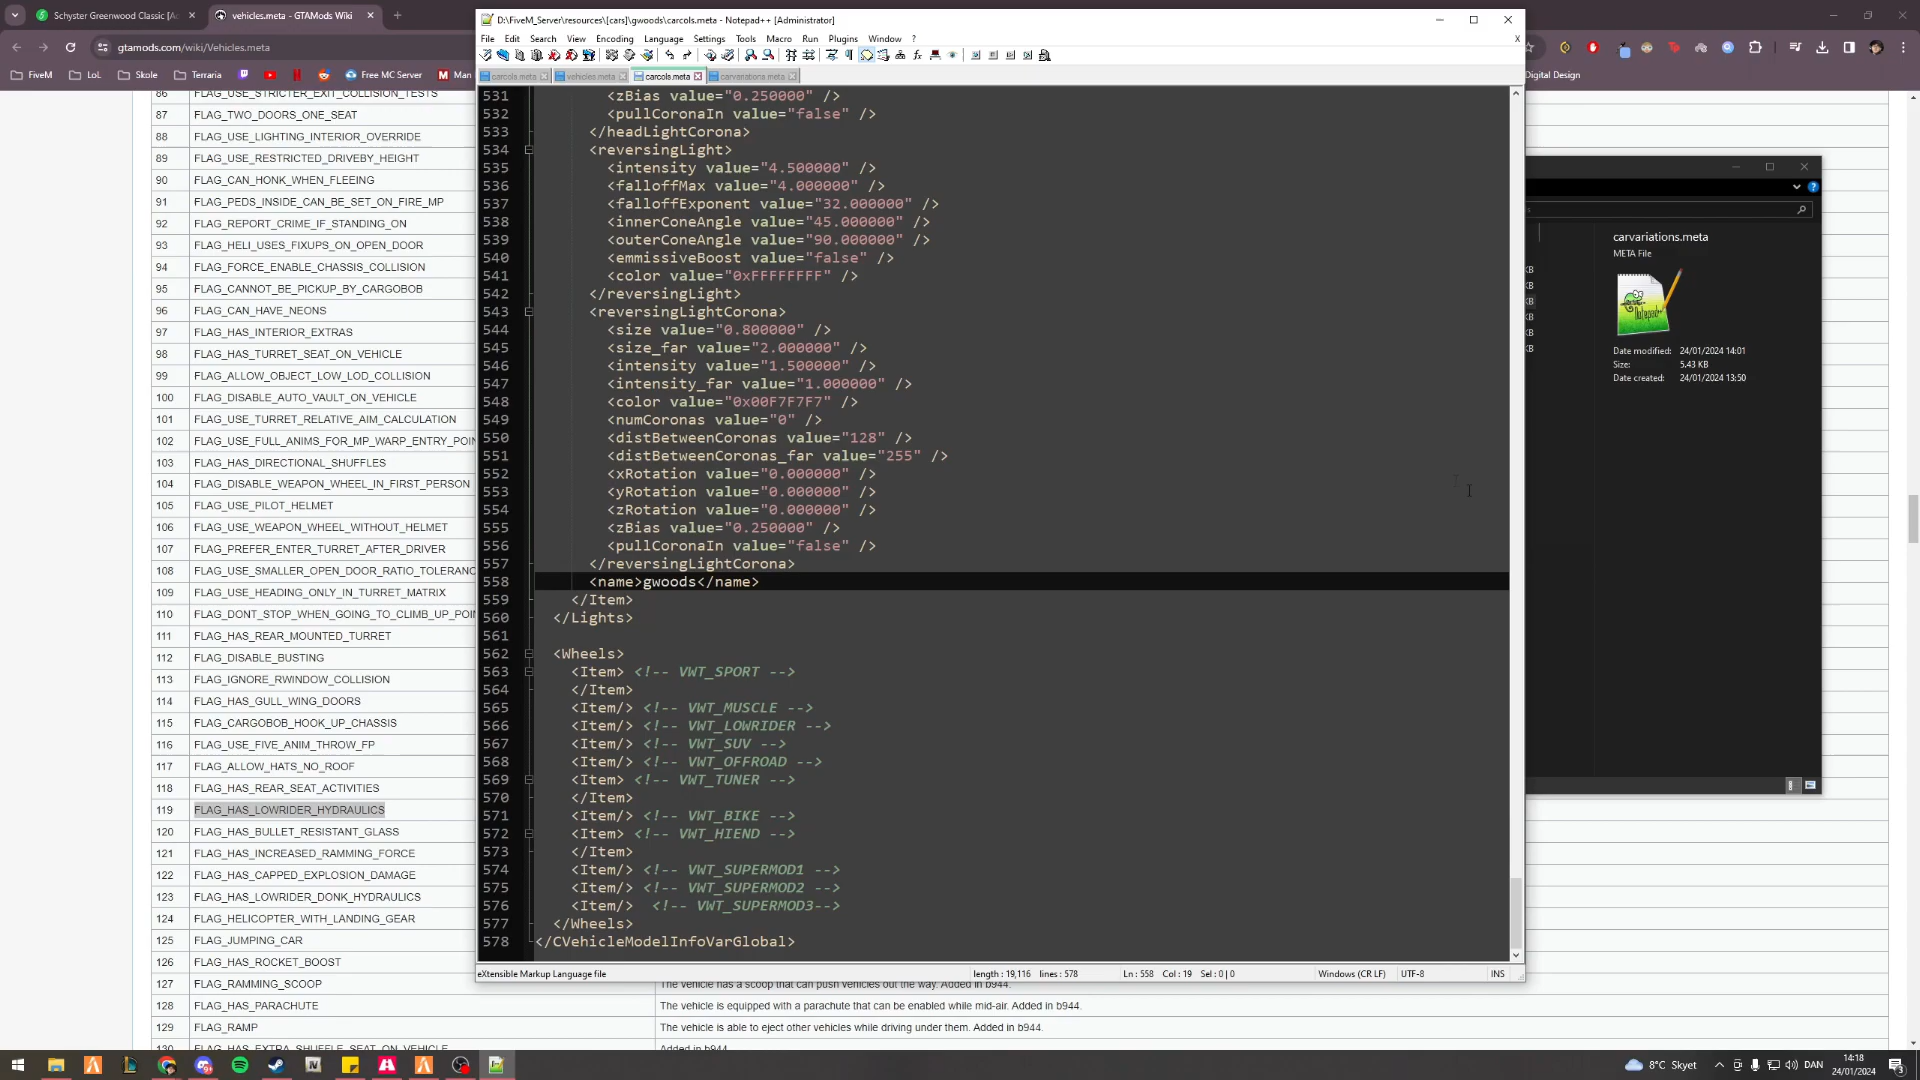 Schyster Greenwood Classic [A
vehicles.meta - GTAMods Wiki
gtamods.com/wiki/Vehicles.meta
FiveM
LoL
Skole
Terraria
Free MC Server
Man
Digital Design
D:\FiveM_Server\resources\[cars]\gwoods\carcols.meta - Notepad++ [Administrator]
File Edit Search View Encoding Language Settings Tools Macro Run Plugins Window ?
carcols.meta vehicles.meta carcols.meta carvariations.meta
86 FLAG_USE_STRICTER_EXIT_COLLISION_TESTS
87 FLAG_TWO_DOORS_ONE_SEAT
88 FLAG_USE_LIGHTING_INTERIOR_OVERRIDE
89 FLAG_USE_RESTRICTED_DRIVEBY_HEIGHT
90 FLAG_CAN_HONK_WHEN_FLEEING
91 FLAG_PEDS_INSIDE_CAN_BE_SET_ON_FIRE_MP
92 FLAG_REPORT_CRIME_IF_STANDING_ON
93 FLAG_HELI_USES_FIXUPS_ON_OPEN_DOOR
94 FLAG_FORCE_ENABLE_CHASSIS_COLLISION
95 FLAG_CANNOT_BE_PICKUP_BY_CARGOBOB
96 FLAG_CAN_HAVE_NEONS
97 FLAG_HAS_INTERIOR_EXTRAS
98 FLAG_HAS_TURRET_SEAT_ON_VEHICLE
99 FLAG_ALLOW_OBJECT_LOW_LOD_COLLISION
100 FLAG_DISABLE_AUTO_VAULT_ON_VEHICLE
101 FLAG_USE_TURRET_RELATIVE_AIM_CALCULATION
102 FLAG_USE_FULL_ANIMS_FOR_MP_WARP_ENTRY_POIN
103 FLAG_HAS_DIRECTIONAL_SHUFFLES
104 FLAG_DISABLE_WEAPON_WHEEL_IN_FIRST_PERSON
105 FLAG_USE_PILOT_HELMET
106 FLAG_USE_WEAPON_WHEEL_WITHOUT_HELMET
107 FLAG_PREFER_ENTER_TURRET_AFTER_DRIVER
108 FLAG_USE_SMALLER_OPEN_DOOR_RATIO_TOLERANC
109 FLAG_USE_HEADING_ONLY_IN_TURRET_MATRIX
110 FLAG_DONT_STOP_WHEN_GOING_TO_CLIMB_UP_POI
111 FLAG_HAS_REAR_MOUNTED_TURRET
112 FLAG_DISABLE_BUSTING
113 FLAG_IGNORE_RWINDOW_COLLISION
114 FLAG_HAS_GULL_WING_DOORS
115 FLAG_CARGOBOB_HOOK_UP_CHASSIS
116 FLAG_USE_FIVE_ANIM_THROW_FP
117 FLAG_ALLOW_HATS_NO_ROOF
118 FLAG_HAS_REAR_SEAT_ACTIVITIES
119 FLAG_HAS_LOWRIDER_HYDRAULICS
120 FLAG_HAS_BULLET_RESISTANT_GLASS
121 FLAG_HAS_INCREASED_RAMMING_FORCE
122 FLAG_HAS_CAPPED_EXPLOSION_DAMAGE
123 FLAG_HAS_LOWRIDER_DONK_HYDRAULICS
124 FLAG_HELICOPTER_WITH_LANDING_GEAR
125 FLAG_JUMPING_CAR
126 FLAG_HAS_ROCKET_BOOST
127 FLAG_RAMMING_SCOOP The vehicle has a scoop that can push vehicles out the way. Added in b944.
128 FLAG_HAS_PARACHUTE The vehicle is equipped with a parachute that can be enabled while mid-air. Added in b944.
129 FLAG_RAMP The vehicle is able to eject other vehicles while driving under them. Added in b944.
130 FLAG_HAS_EXTRA_SHUFFLE_SEAT_ON_VEHICLE Added in b944.
531 <zBias value="0.250000" />
532 <pullCoronaIn value="false" />
533 </headLightCorona>
534 <reversingLight>
535 <intensity value="4.500000" />
536 <falloffMax value="4.000000" />
537 <falloffExponent value="32.000000" />
538 <innerConeAngle value="45.000000" />
539 <outerConeAngle value="90.000000" />
540 <emmissiveBoost value="false" />
541 <color value="0xFFFFFFFF" />
542 </reversingLight>
543 <reversingLightCorona>
544 <size value="0.800000" />
545 <size_far value="2.000000" />
546 <intensity value="1.500000" />
547 <intensity_far value="1.000000" />
548 <color value="0x00F7F7F7" />
549 <numCoronas value="0" />
550 <distBetweenCoronas value="128" />
551 <distBetweenCoronas_far value="255" />
552 <xRotation value="0.000000" />
553 <yRotation value="0.000000" />
554 <zRotation value="0.000000" />
555 <zBias value="0.250000" />
556 <pullCoronaIn value="false" />
557 </reversingLightCorona>
558 <name>gwoods</name>
559 </Item>
560 </Lights>
561
562 <Wheels>
563 <Item> <!-- VWT_SPORT -->
564 </Item>
565 <Item/> <!-- VWT_MUSCLE -->
566 <Item/> <!-- VWT_LOWRIDER -->
567 <Item/> <!-- VWT_SUV -->
568 <Item/> <!-- VWT_OFFROAD -->
569 <Item> <!-- VWT_TUNER -->
570 </Item>
571 <Item/> <!-- VWT_BIKE -->
572 <Item> <!-- VWT_HIEND -->
573 </Item>
574 <Item/> <!-- VWT_SUPERMOD1 -->
575 <Item/> <!-- VWT_SUPERMOD2 -->
576 <Item/> <!-- VWT_SUPERMOD3-->
577 </Wheels>
578 </CVehicleModelInfoVarGlobal>
eXtensible Markup Language file length : 19,116 lines : 578 Ln : 558 Col : 19 Sel : 0 | 0 Windows (CR LF) UTF-8 INS
KB
KB
KB
KB
KB
KB
carvariations.meta
META File
Date modified: 24/01/2024 14:01
Size: 5.43 KB
Date created: 24/01/2024 13:50
8°C Skyet
DAN
14:18
24/01/2024